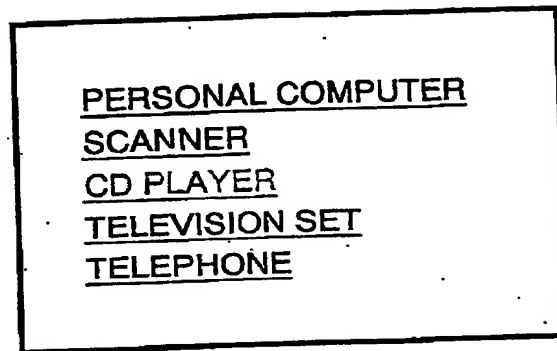 PERSONAL COMPUTER
SCANNER
CD PLAYER
TELEVISION SET
TELEPHONE